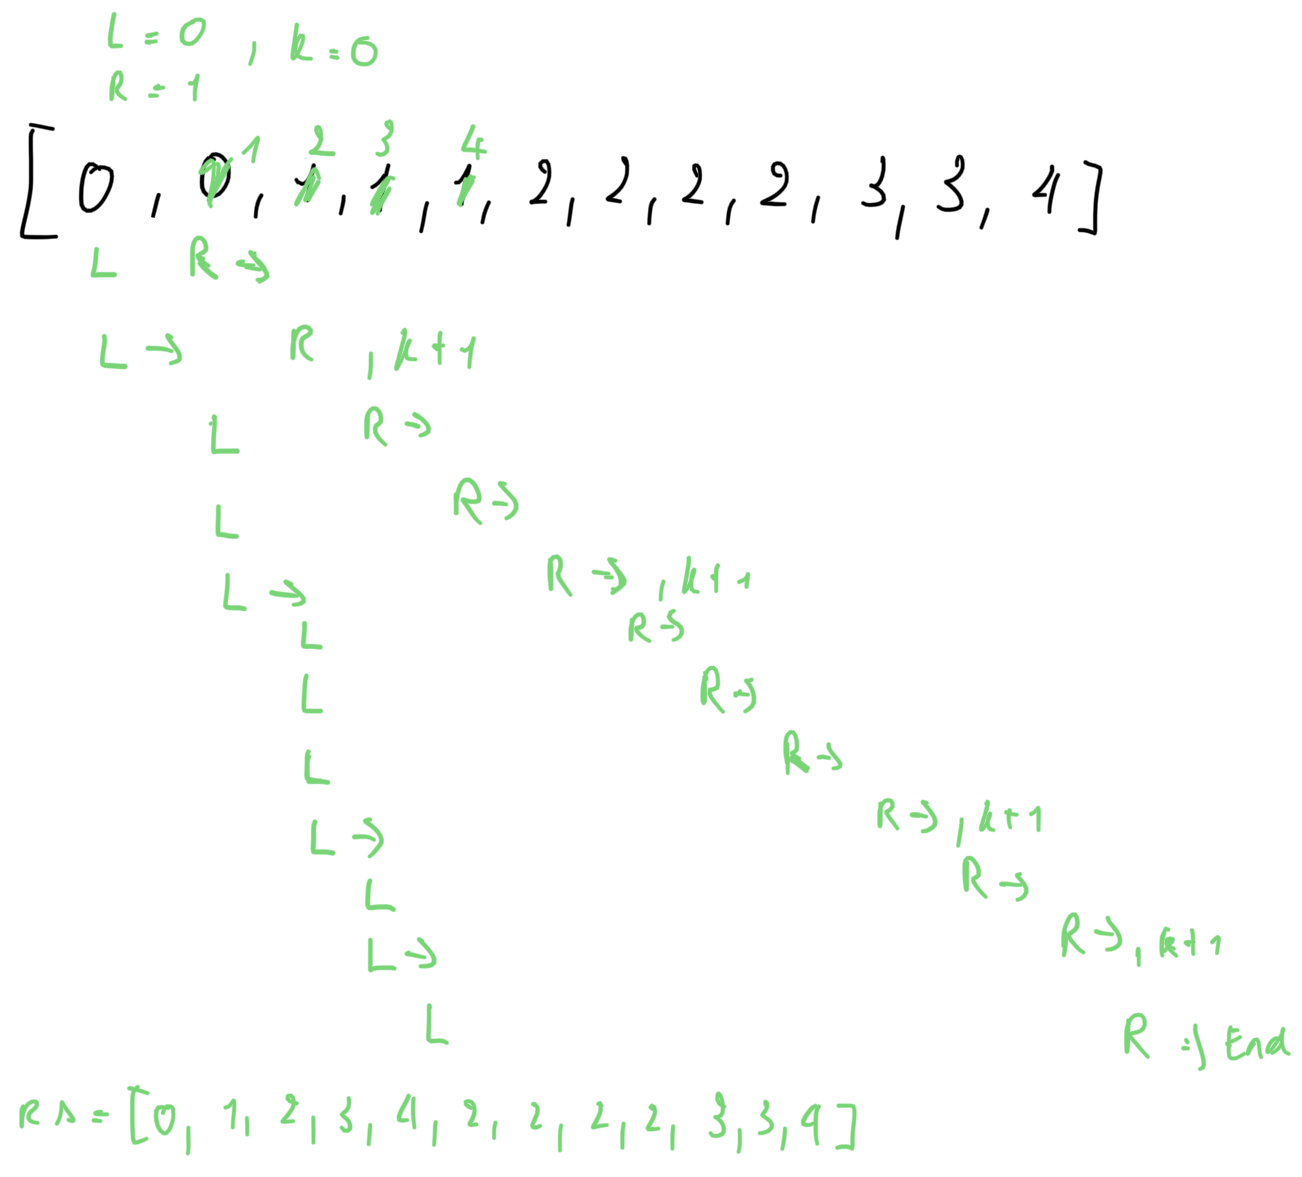 L = 0 , k = 0
R = 1
1 2 3 4
[ 0 , 0 , 1 , 1 , 1 , 2 , 2 , 2 , 2 , 3 , 3 , 4 ]
L R →
L → R , k + 1
L R →
L R →
L → R → , k + 1
L R →
L R →
L R →
L → R → , k + 1
L R →
L → R → , k + 1
L R => End
RS = [ 0 , 1 , 2 , 3 , 4 , 2 , 2 , 2 , 2 , 3 , 3 , 4 ]